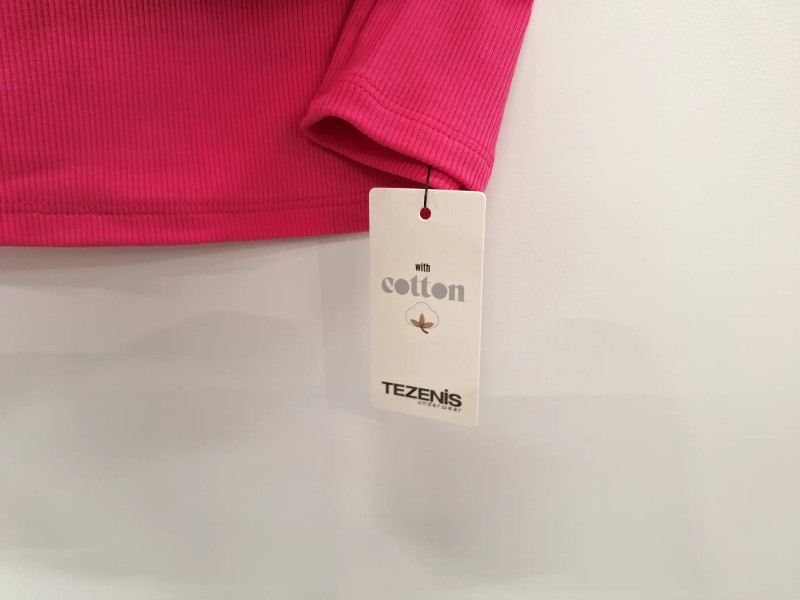 with
cotton
TEZENIS
underwear